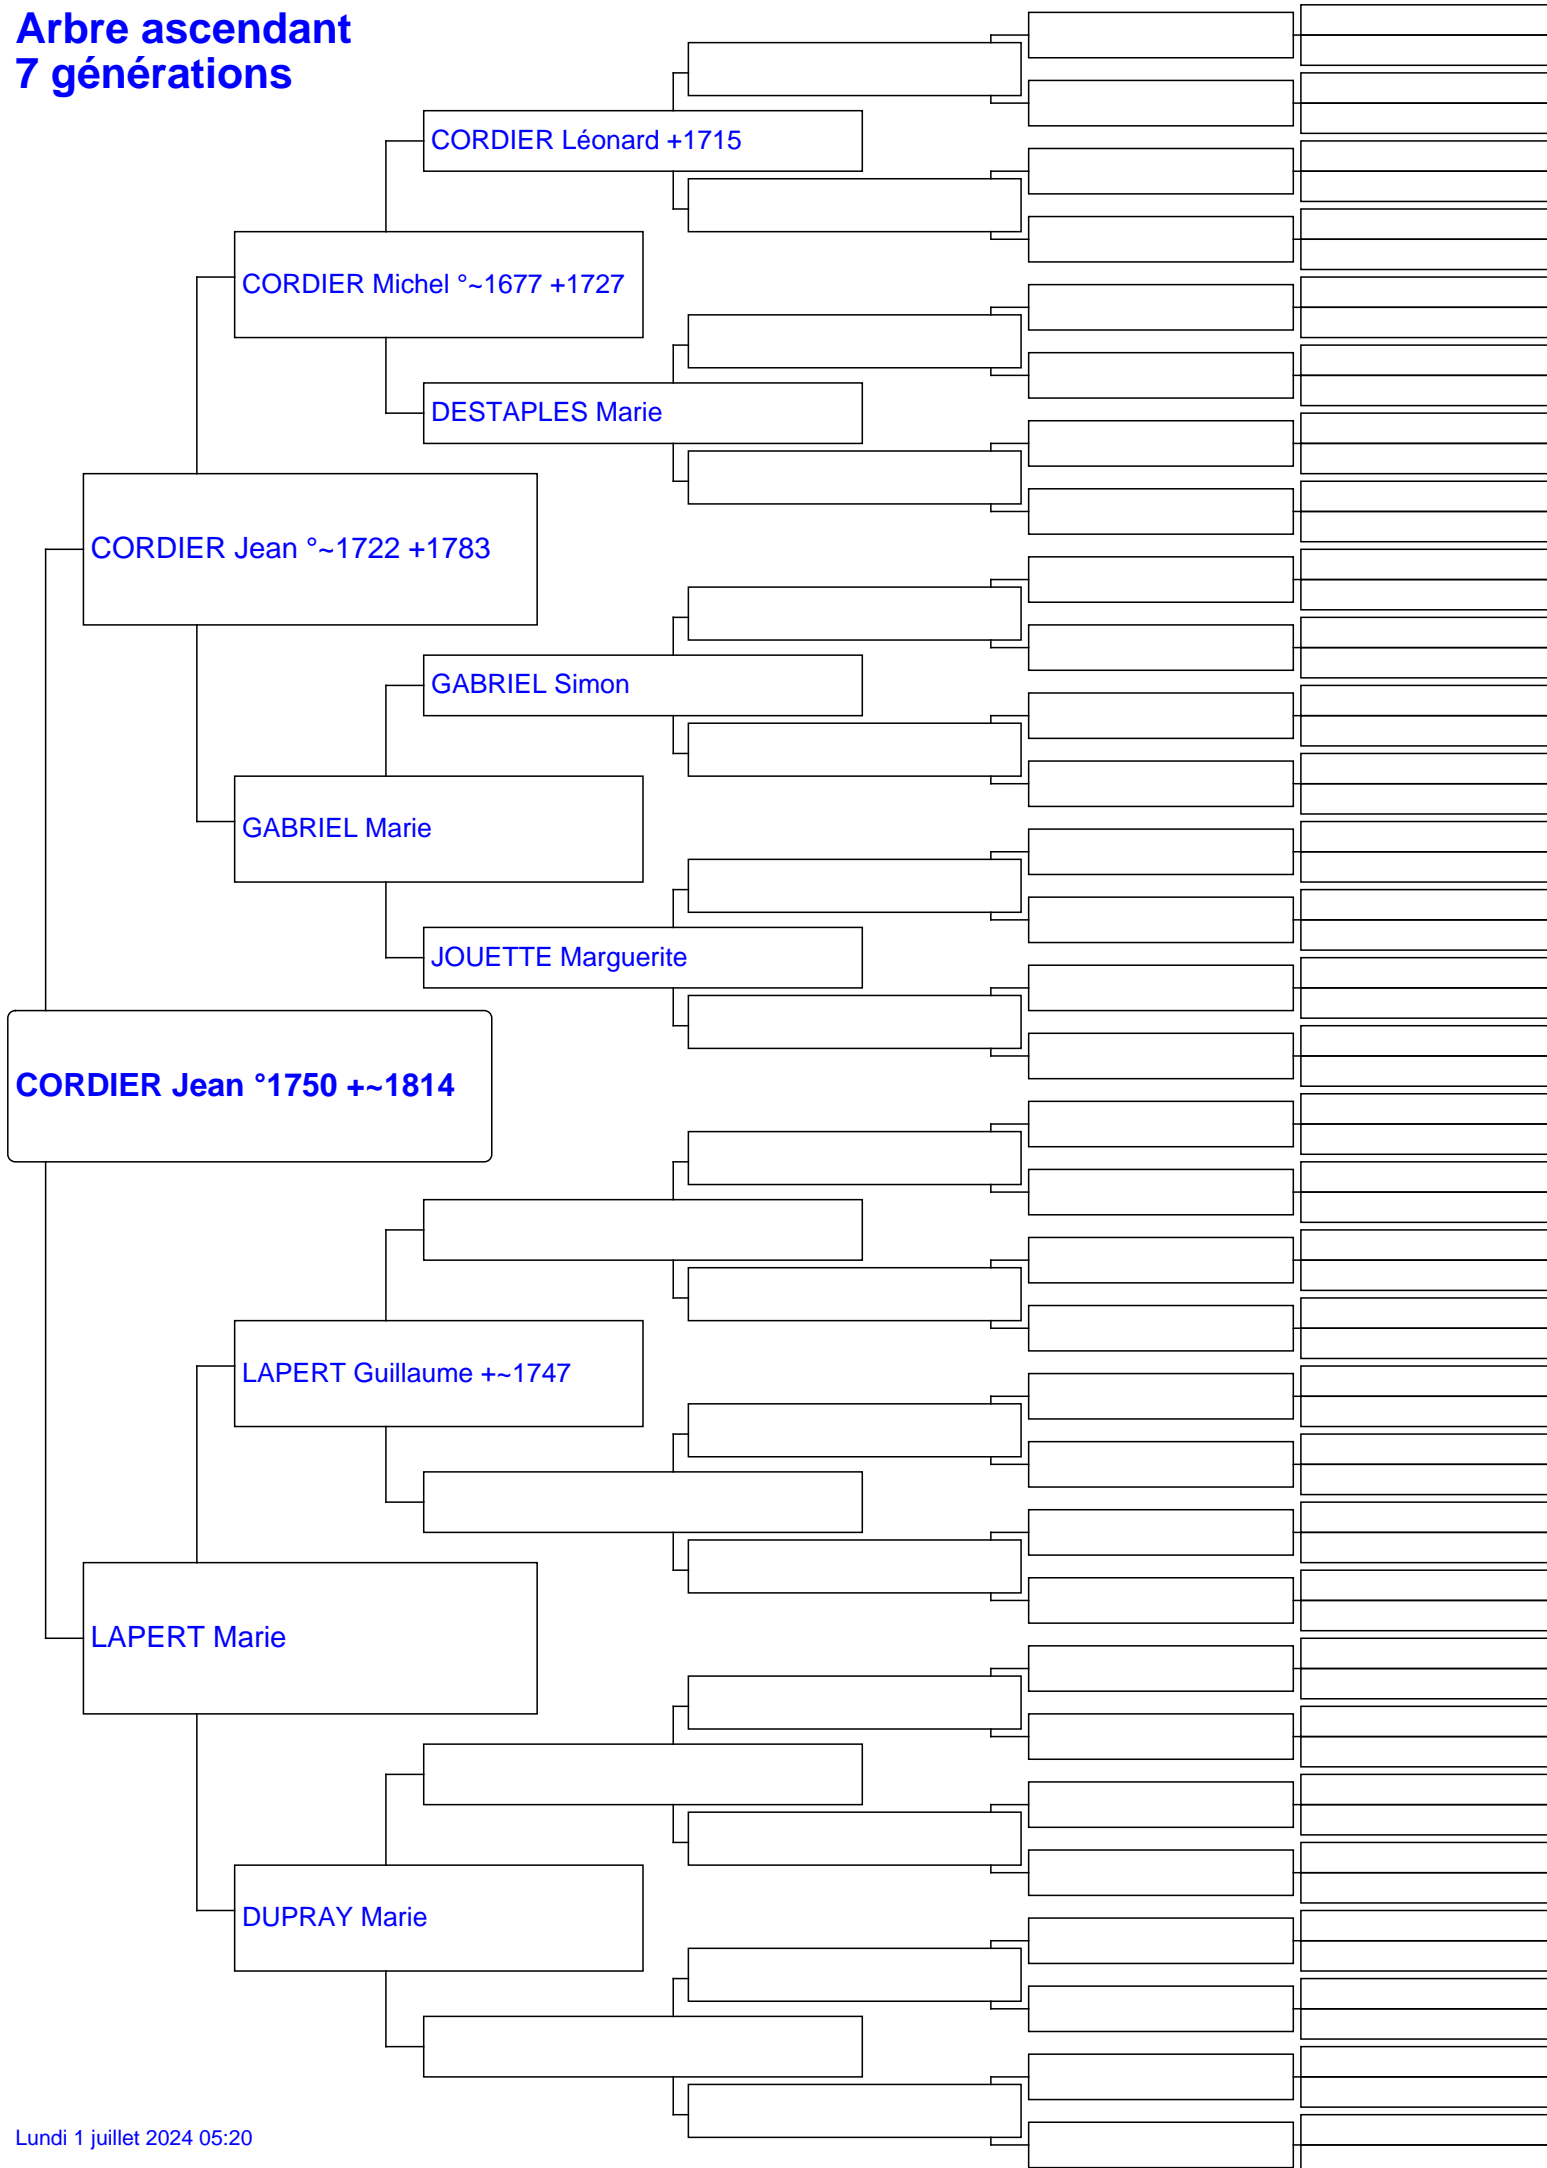 Arbre ascendant
7 générations
CORDIER Léonard +1715
CORDIER Michel °~1677 +1727
DESTAPLES Marie
CORDIER Jean °~1722 +1783
GABRIEL Simon
GABRIEL Marie
JOUETTE Marguerite
CORDIER Jean °1750 +~1814
LAPERT Guillaume +~1747
LAPERT Marie
DUPRAY Marie
Lundi 1 juillet 2024 05:20